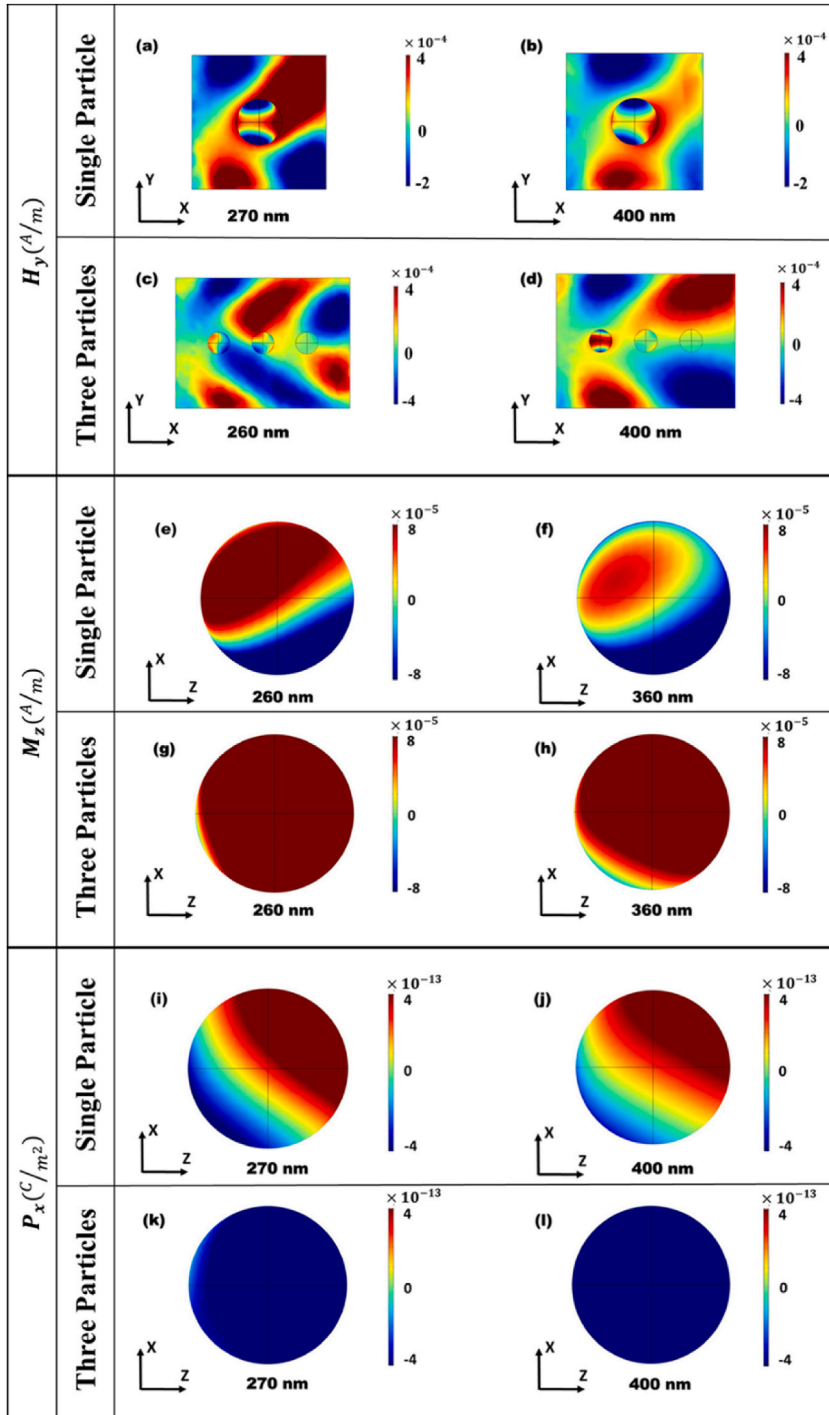 H_y(A/m)
Single Particle
(a)
× 10⁻⁴
4
0
-2
Y
X
270 nm
(b)
× 10⁻⁴
4
0
-2
Y
X
400 nm
Three Particles
(c)
× 10⁻⁴
4
0
-4
Y
X
260 nm
(d)
× 10⁻⁴
4
0
-4
Y
X
400 nm
M_z(A/m)
Single Particle
(e)
× 10⁻⁵
8
0
-8
X
Z
260 nm
(f)
× 10⁻⁵
8
0
-8
X
Z
360 nm
Three Particles
(g)
× 10⁻⁵
8
0
-8
X
Z
260 nm
(h)
× 10⁻⁵
8
0
-8
X
Z
360 nm
P_x(C/m²)
Single Particle
(i)
× 10⁻¹³
4
0
-4
X
Z
270 nm
(j)
× 10⁻¹³
4
0
-4
X
Z
400 nm
Three Particles
(k)
× 10⁻¹³
4
0
-4
X
Z
270 nm
(l)
× 10⁻¹³
4
0
-4
X
Z
400 nm